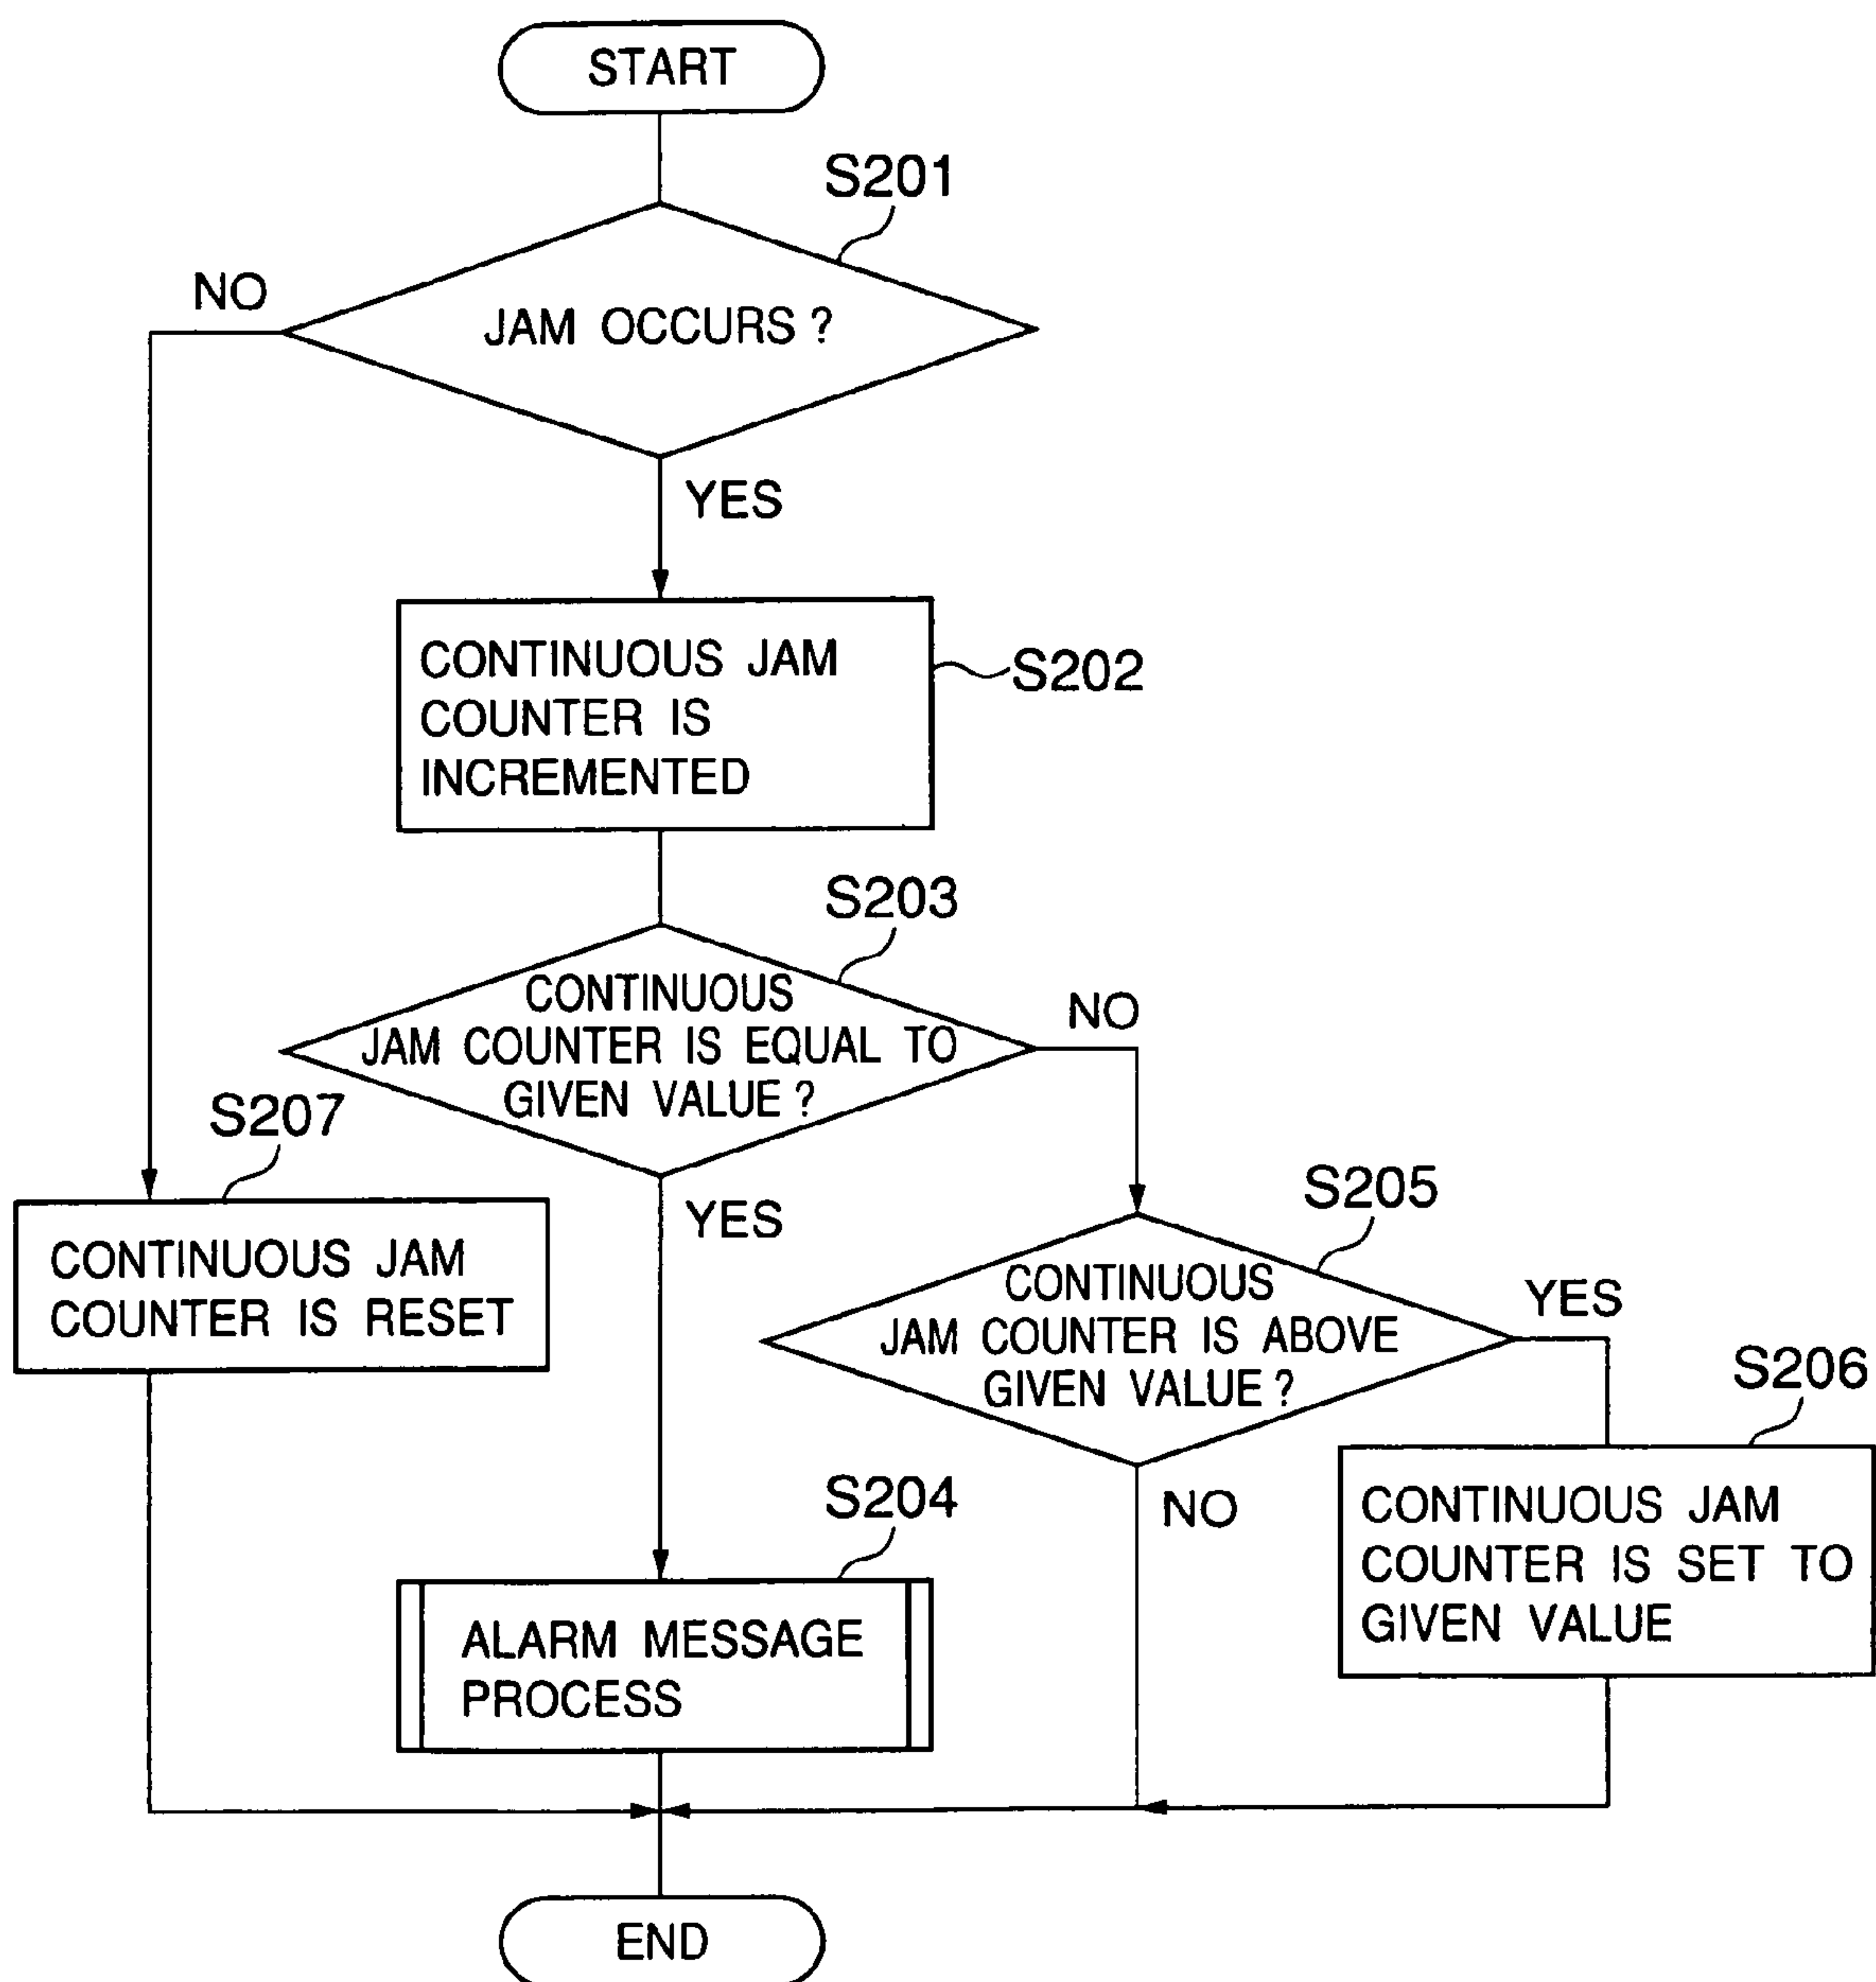 START
S201
NO
JAM OCCURS ?
YES
CONTINUOUS JAM
COUNTER IS
INCREMENTED
S202
S203
CONTINUOUS
JAM COUNTER IS EQUAL TO
GIVEN VALUE ?
NO
S207
YES
CONTINUOUS JAM
COUNTER IS RESET
S205
CONTINUOUS
JAM COUNTER IS ABOVE
GIVEN VALUE ?
YES
S206
NO
CONTINUOUS JAM
COUNTER IS SET TO
GIVEN VALUE
S204
ALARM MESSAGE
PROCESS
END